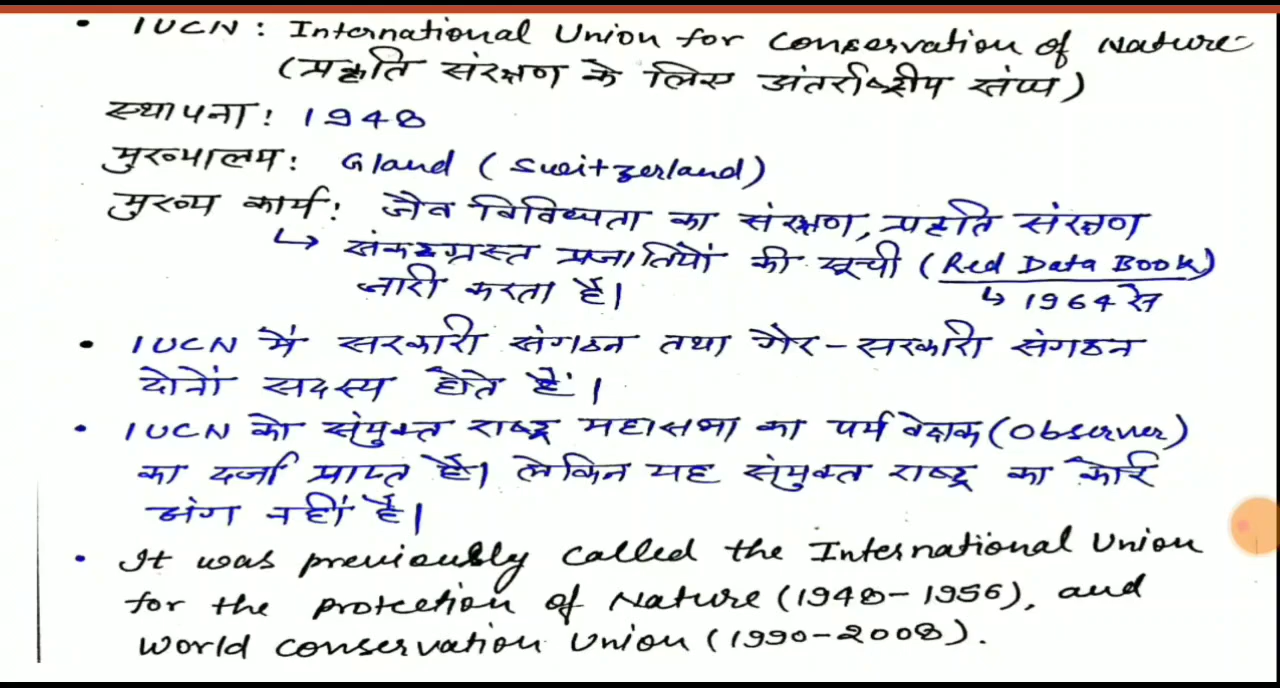 • IUCN : International Union for Conservation of Nature
(प्रकृति संरक्षण के लिए अंतर्राष्ट्रीय संघ)
स्थापना : 1948
मुख्यालय : Gland (Sweitzerland)
मुख्य कार्य : जैव विविधता का संरक्षण, प्रकृति संरक्षण
↳ संकटग्रस्त प्रजातियों की सूची (Red Data Book)
जारी करता है।
↳ 1964 से
• IUCN में सरकारी संगठन तथा गैर-सरकारी संगठन
दोनों सदस्य होते हैं।
• IUCN को संयुक्त राष्ट्र महासभा का पर्यवेक्षक (Observer)
का दर्जा प्राप्त है। लेकिन यह संयुक्त राष्ट्र का कोई
अंग नहीं है।
• It was previously called the International Union
for the protection of Nature (1948-1956), and
World conservation Union (1990-2008).